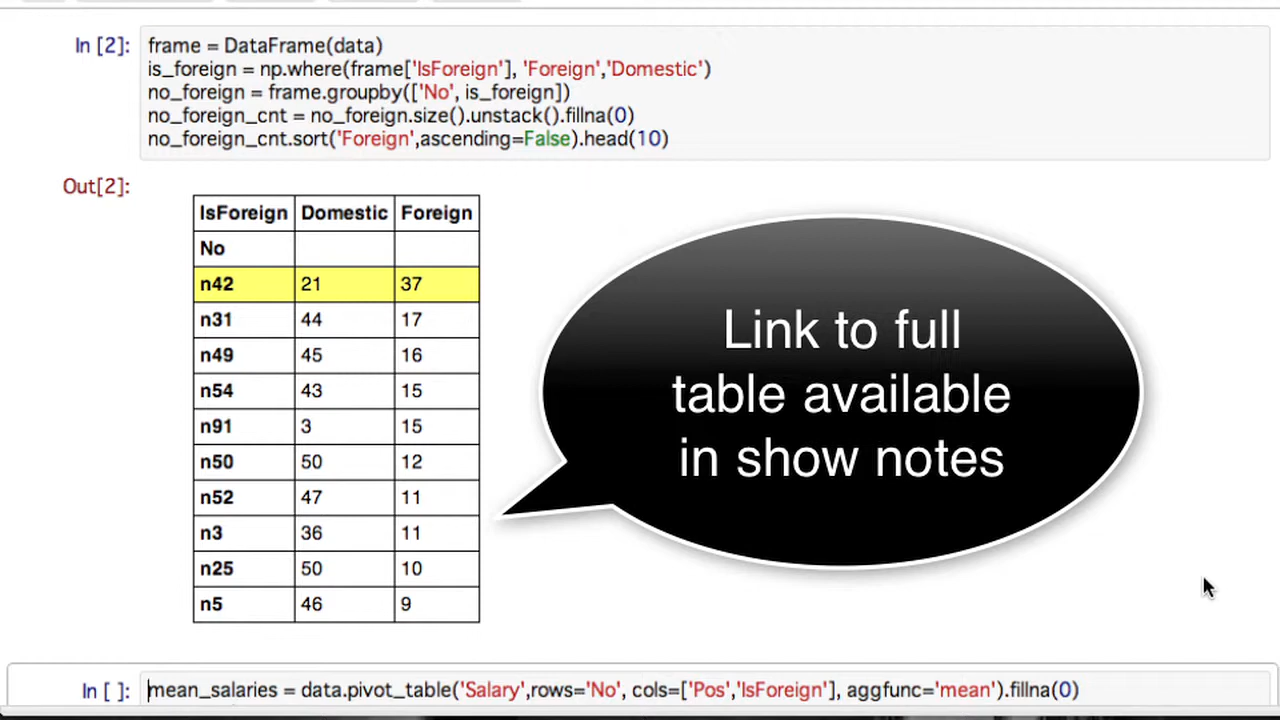 In [2]:
frame = DataFrame(data)
is_foreign = np.where(frame['IsForeign'], 'Foreign','Domestic')
no_foreign = frame.groupby(['No', is_foreign])
no_foreign_cnt = no_foreign.size().unstack().fillna(0)
no_foreign_cnt.sort('Foreign',ascending=False).head(10)
Out[2]:
IsForeign Domestic Foreign
No
n42 21 37
n31 44 17
n49 45 16
n54 43 15
n91 3 15
n50 50 12
n52 47 11
n3 36 11
n25 50 10
n5 46 9
Link to full
table available
in show notes
In [ ]:
mean_salaries = data.pivot_table('Salary',rows='No', cols=['Pos','IsForeign'], aggfunc='mean').fillna(0)